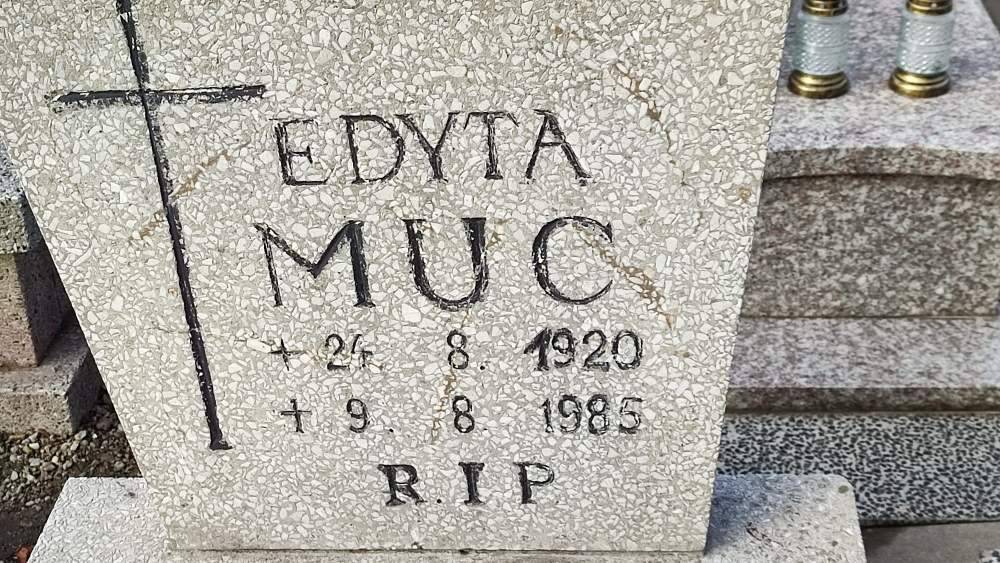 EDYTA
MUC
+ 24. 8. 1920
+ 9. 8. 1985
R. I P